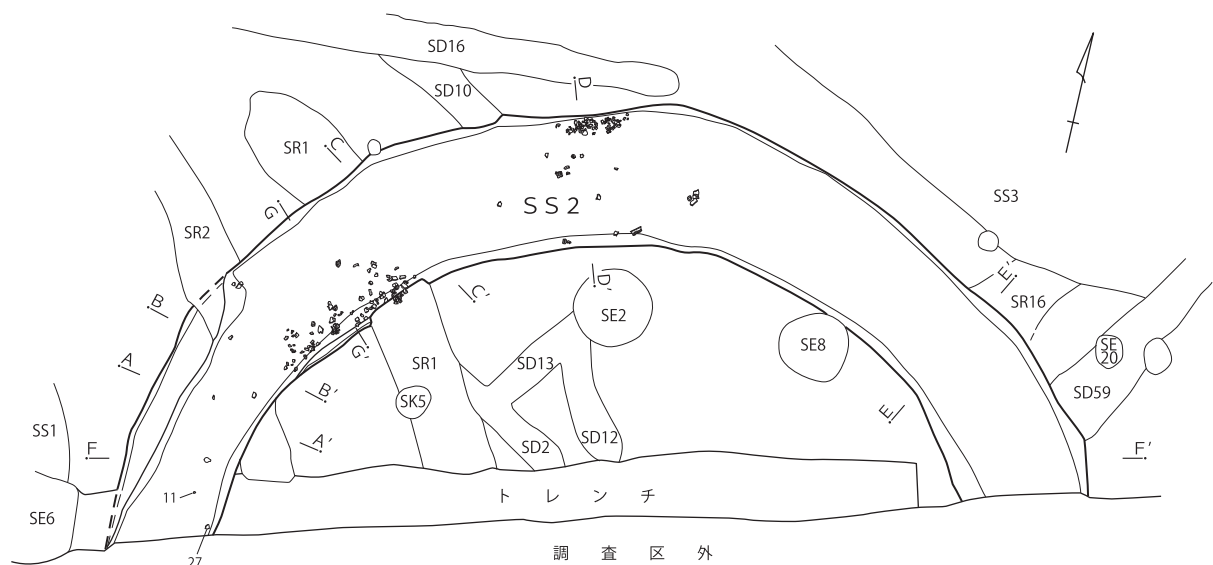 SD16
SD10
D
SR1
C
SS3
SS2
G
SR2
E'
SR16
B
C'
D'
SE2
SE
20
SE8
G'
SR1
SD13
A
SD59
B'
SK5
E
SS1
F
A'
SD2
SD12
F'
11
トレンチ
SE6
調査区外
27